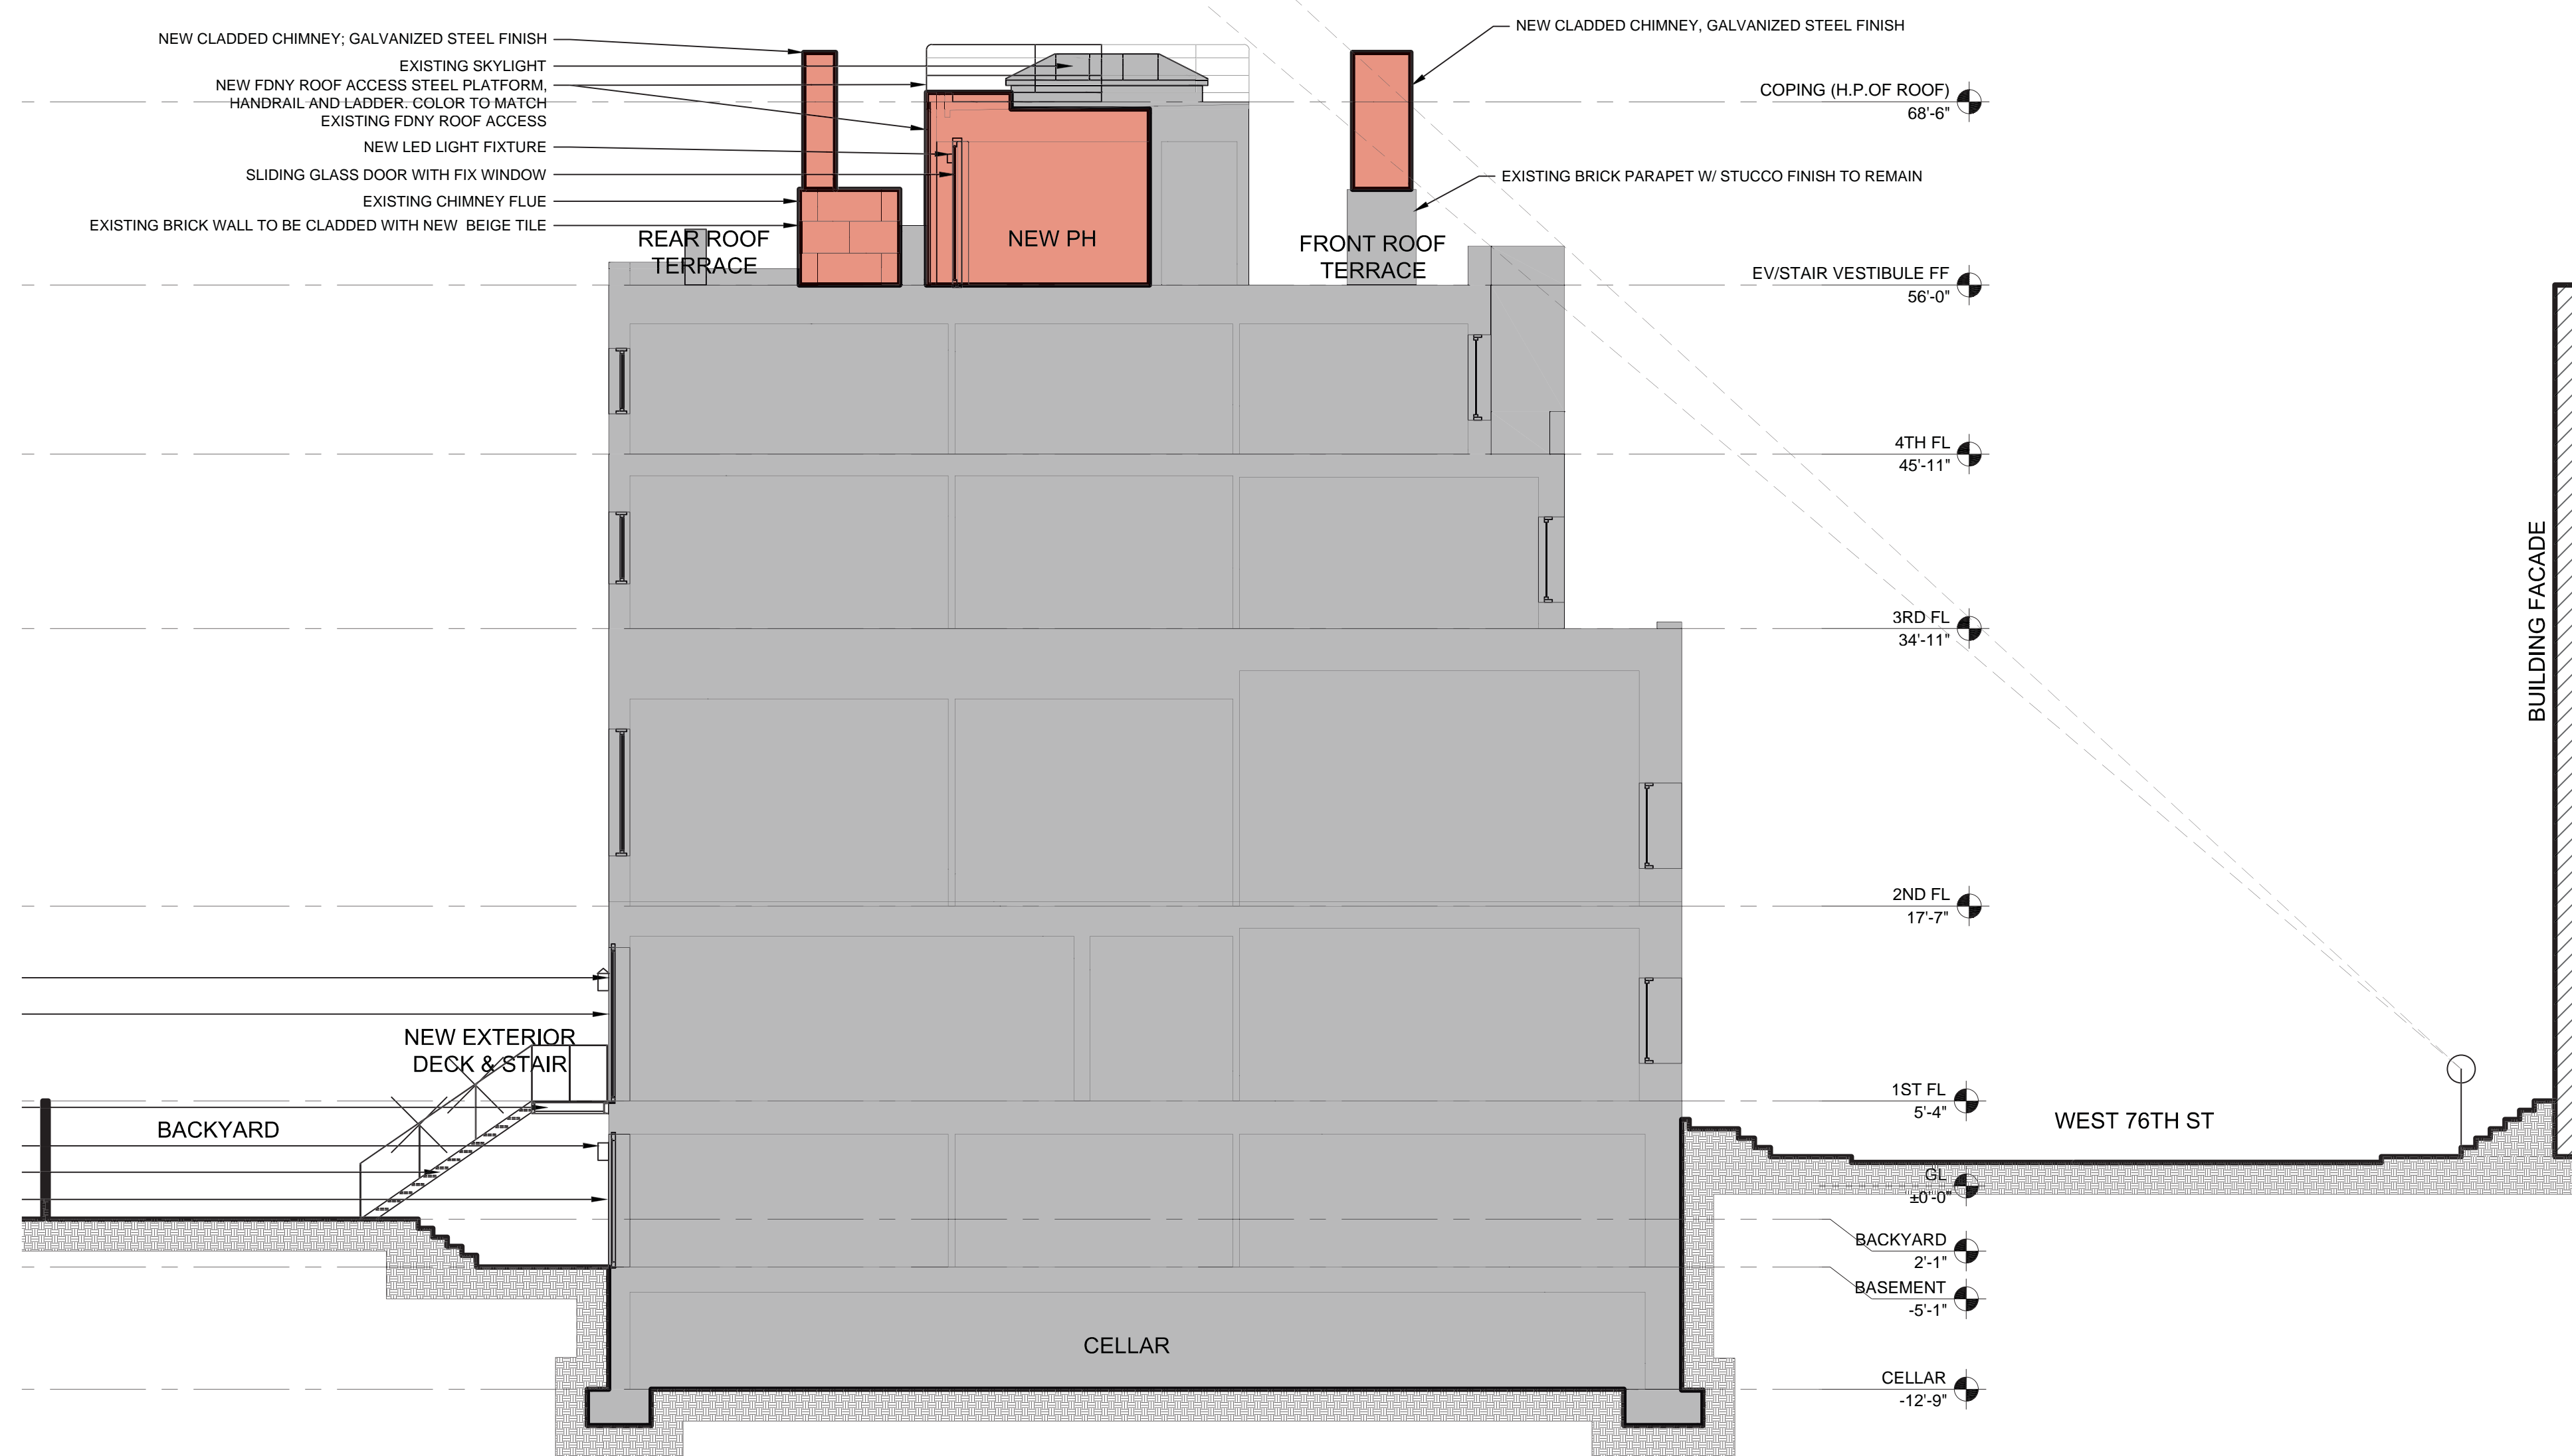 NEW CLADDED CHIMNEY; GALVANIZED STEEL FINISH
EXISTING SKYLIGHT
NEW FDNY ROOF ACCESS STEEL PLATFORM,
HANDRAIL AND LADDER. COLOR TO MATCH
EXISTING FDNY ROOF ACCESS
NEW LED LIGHT FIXTURE
SLIDING GLASS DOOR WITH FIX WINDOW
EXISTING CHIMNEY FLUE
EXISTING BRICK WALL TO BE CLADDED WITH NEW BEIGE TILE
NEW CLADDED CHIMNEY, GALVANIZED STEEL FINISH
COPING (H.P.OF ROOF)
68'-6"
EXISTING BRICK PARAPET W/ STUCCO FINISH TO REMAIN
REAR ROOF
TERRACE
NEW PH
FRONT ROOF
TERRACE
EV/STAIR VESTIBULE FF
56'-0"
4TH FL
45'-11"
3RD FL
34'-11"
BUILDING FACADE
2ND FL
17'-7"
NEW EXTERIOR
DECK & STAIR
BACKYARD
1ST FL
5'-4"
WEST 76TH ST
GL
±0'-0"
BACKYARD
2'-1"
BASEMENT
-5'-1"
CELLAR
CELLAR
-12'-9"